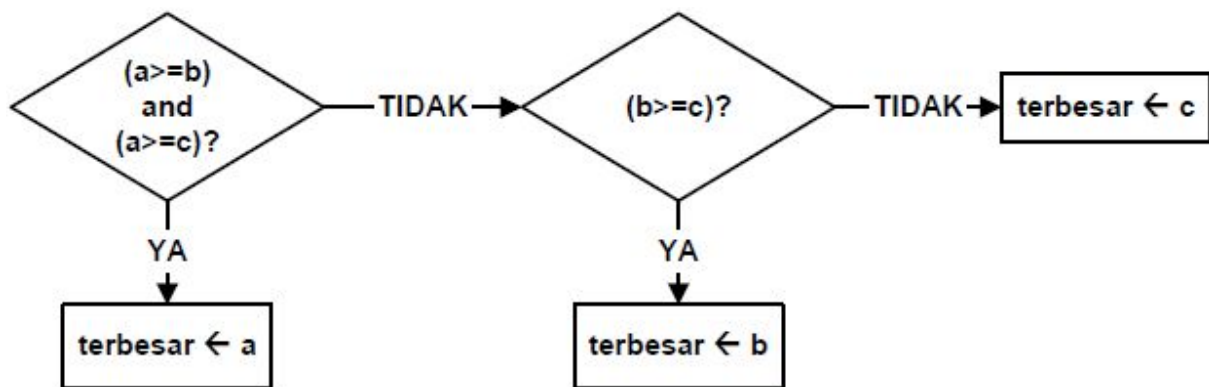 (a>=b)
and
(a>=c)?
TIDAK
(b>=c)?
TIDAK
terbesar ← c
YA
YA
terbesar ← a
terbesar ← b